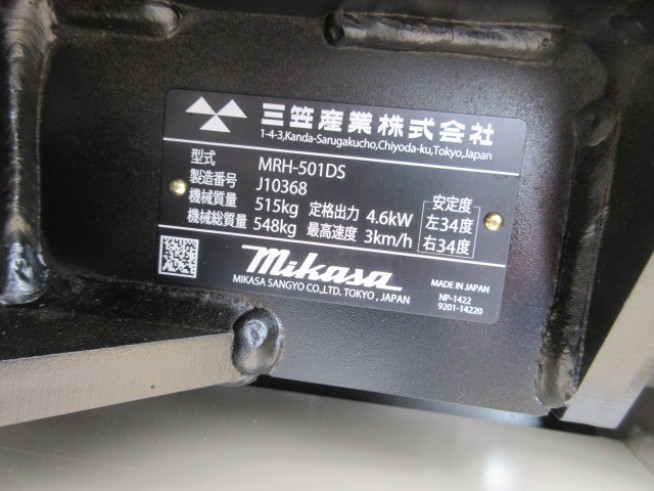 三笠産業株式会社
1-4-3,Kanda-Sarugakucho,Chiyoda-ku,Tokyo,Japan
型式 MRH-501DS
製造番号 J10368
機械質量 515kg 定格出力 4.6kW
機械総質量 548kg 最高速度 3km/h
安定度
左34度
右34度
mikasa
MIKASA SANGYO CO.,LTD. TOKYO, JAPAN
MADE IN JAPAN
NP-1422
9201-14220